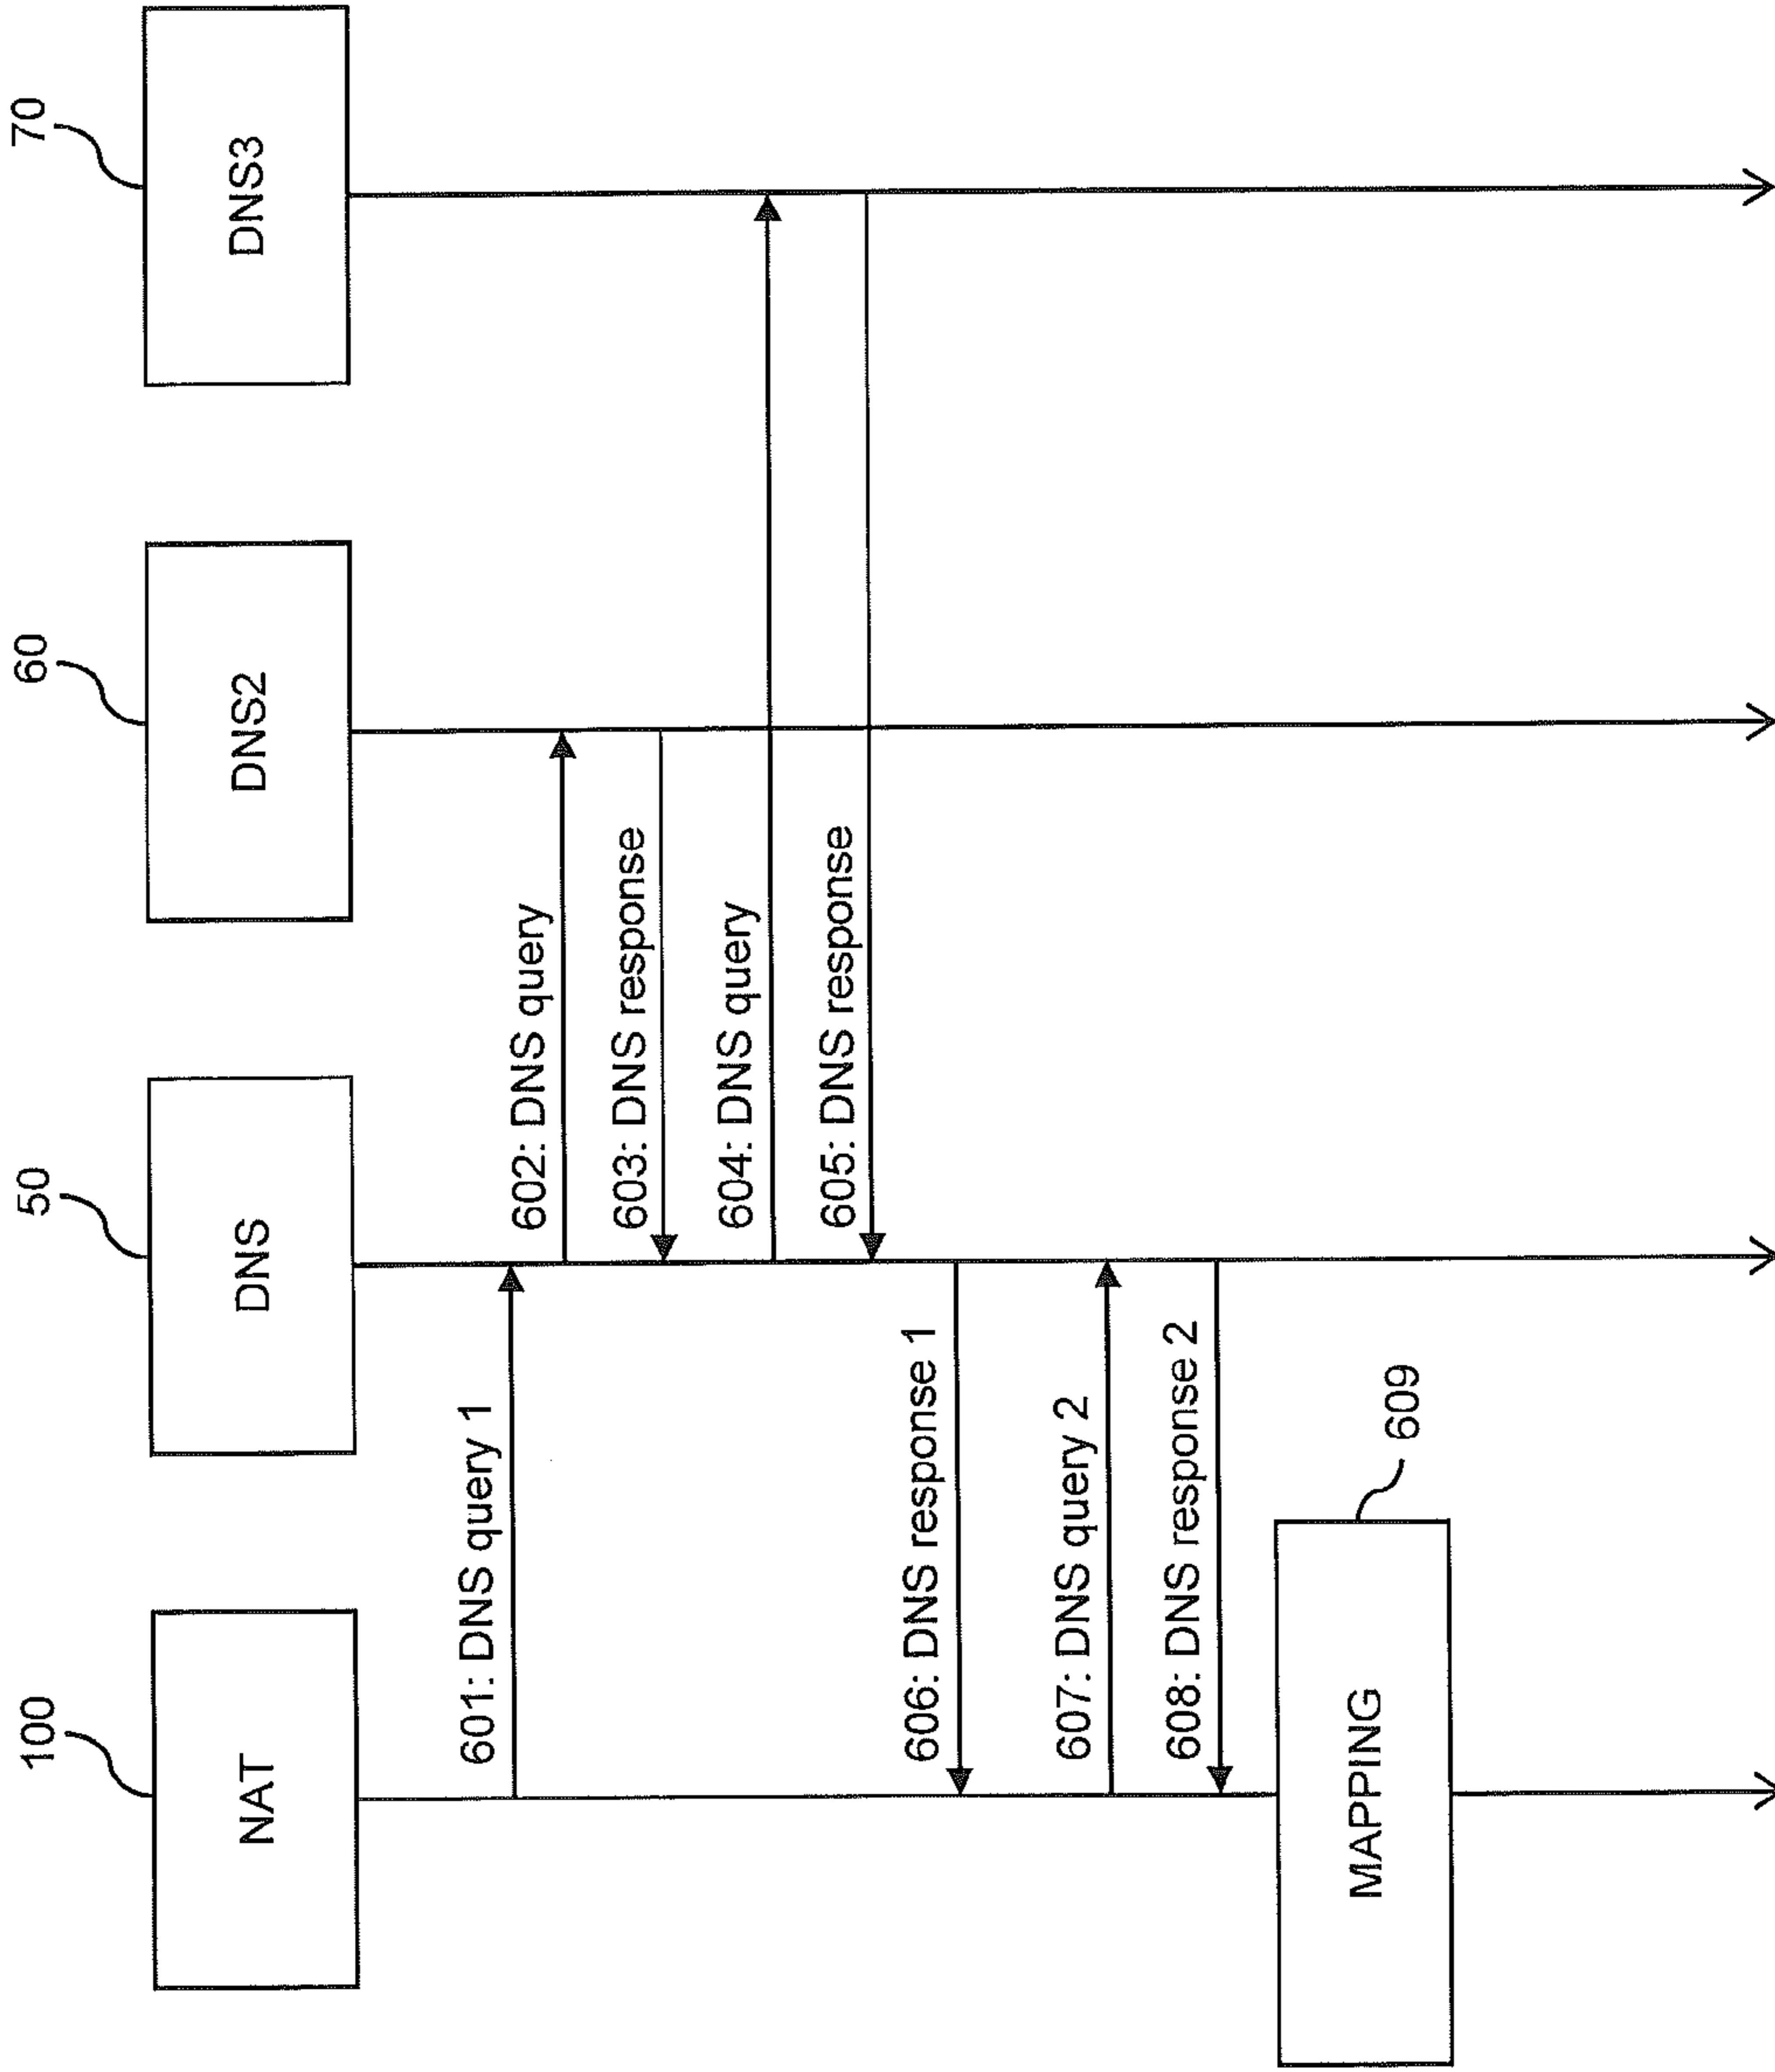 100
NAT
50
DNS
60
DNS2
70
DNS3
601: DNS query 1
602: DNS query
603: DNS response
604: DNS query
605: DNS response
606: DNS response 1
607: DNS query 2
608: DNS response 2
MAPPING
609